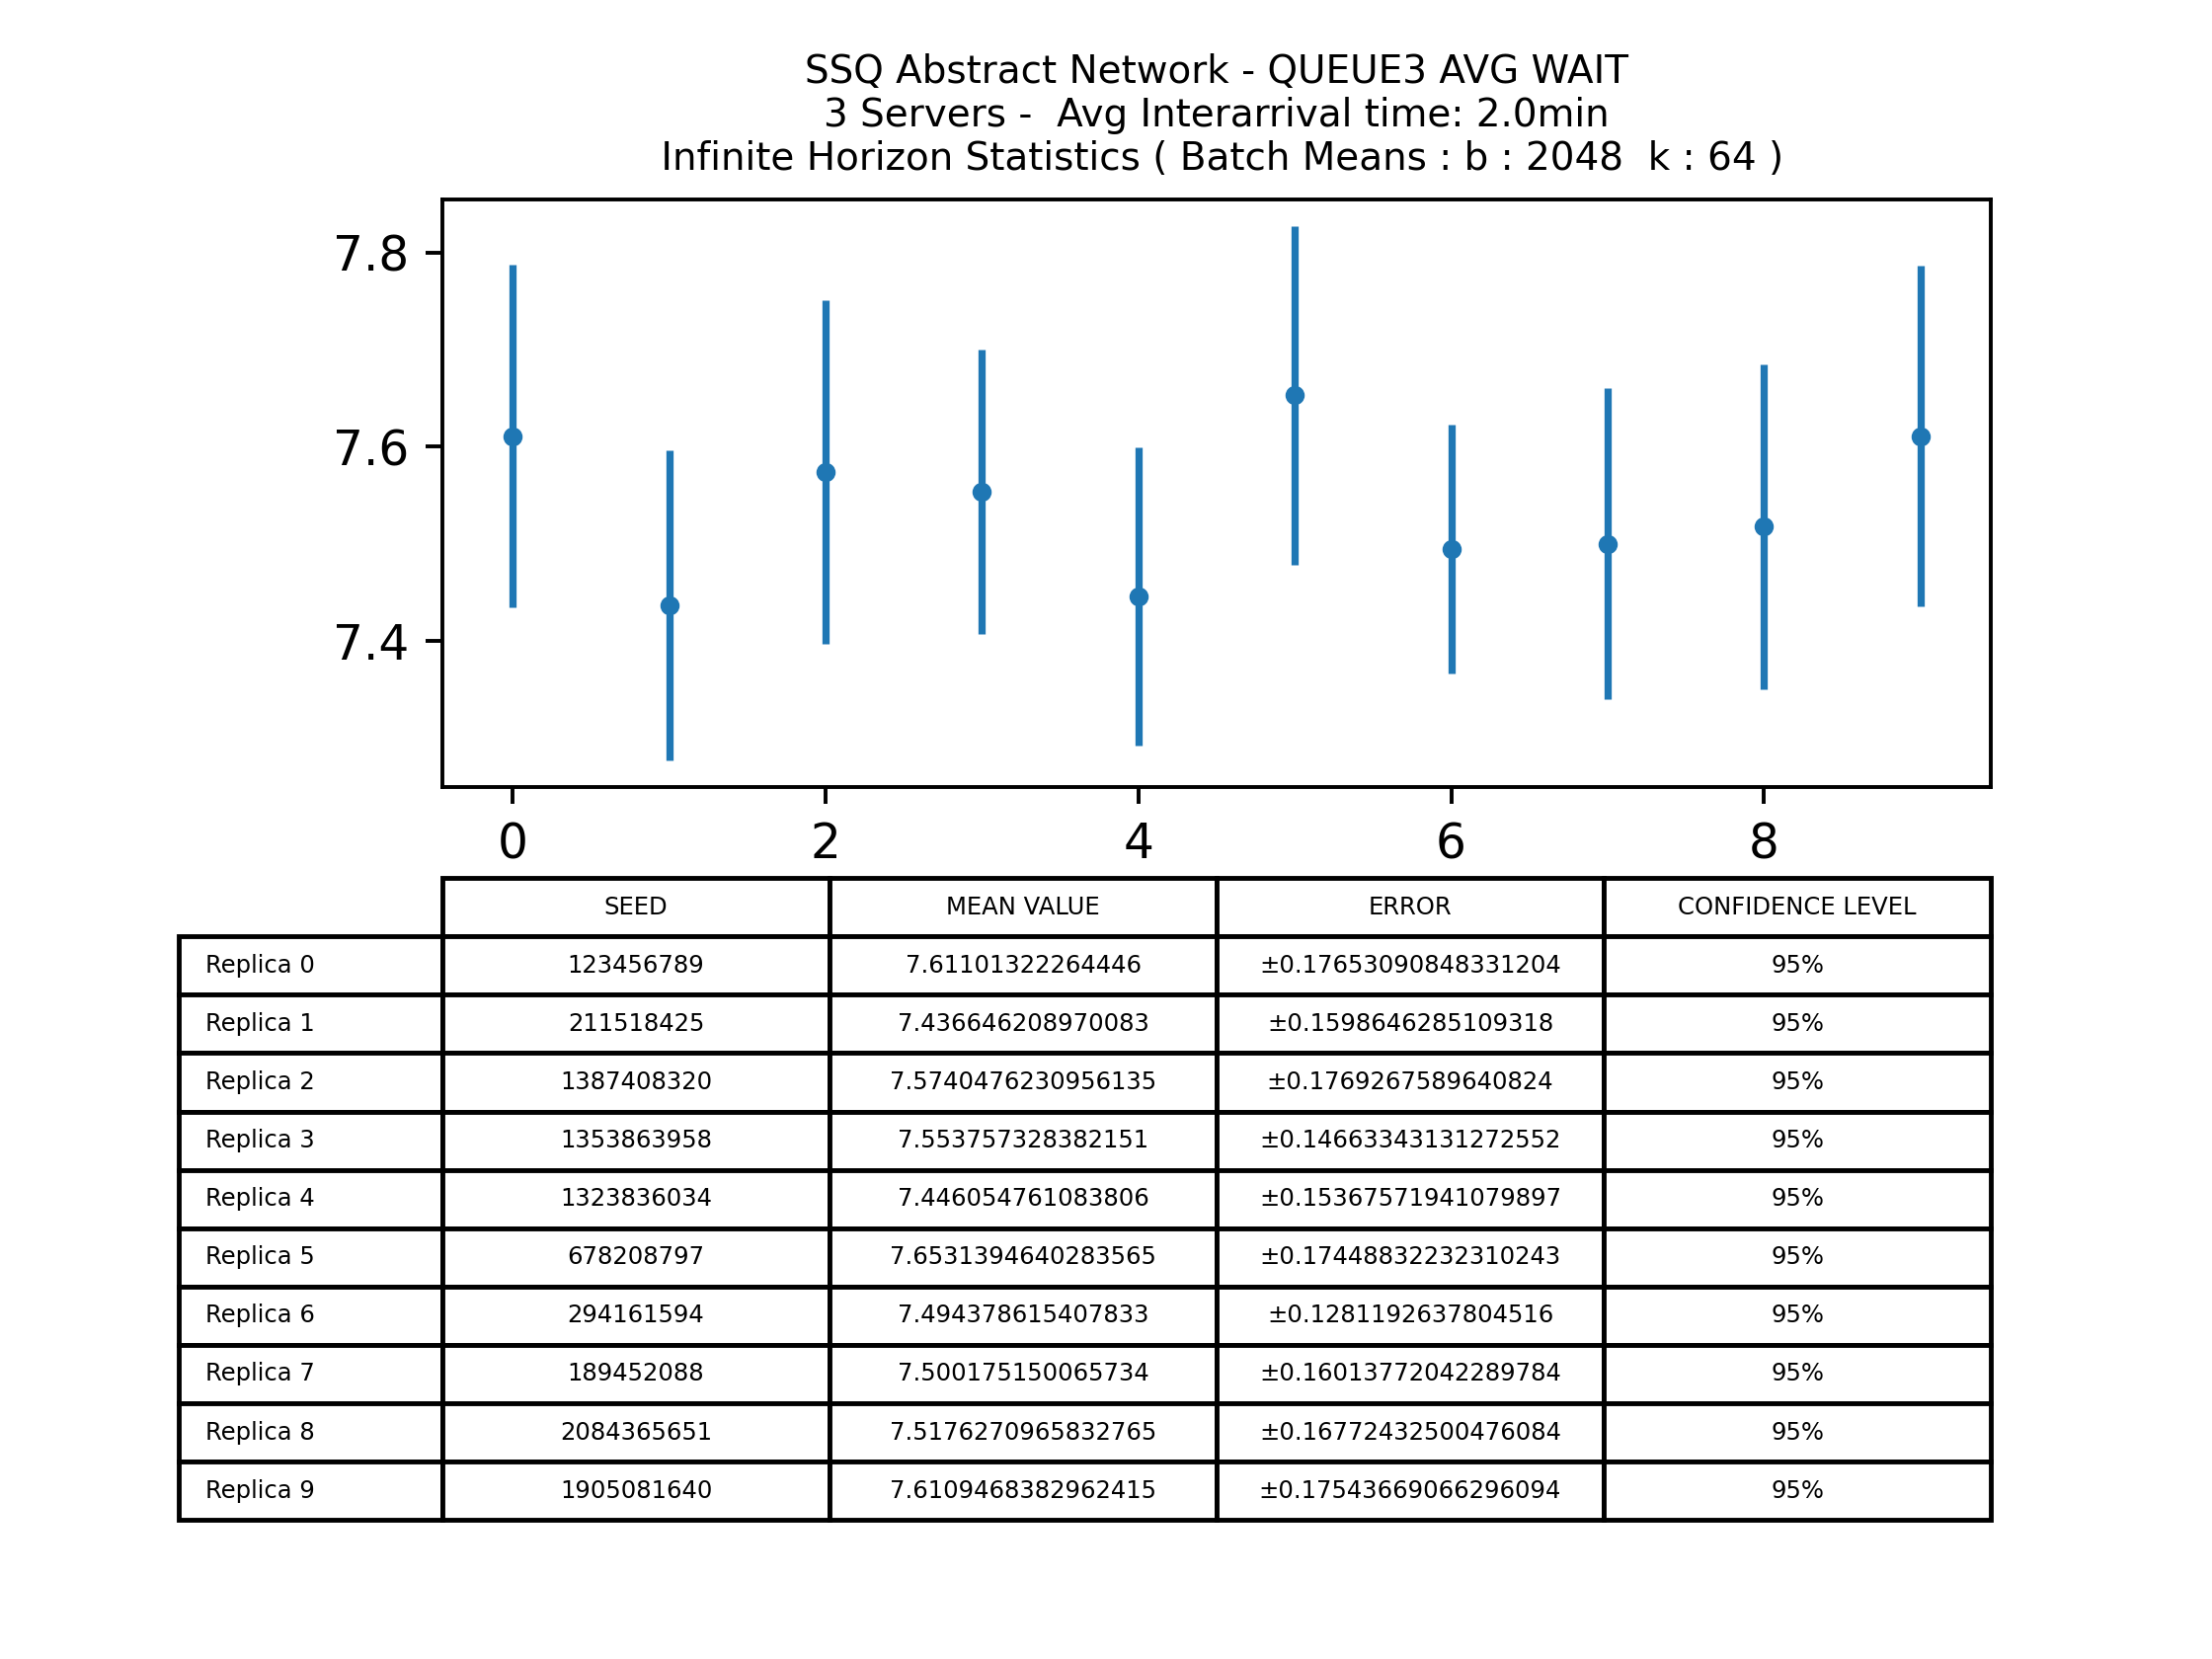 SSQ Abstract Network - QUEUE3 AVG WAIT
3 Servers -  Avg Interarrival time: 2.0min
Infinite Horizon Statistics ( Batch Means : b : 2048  k : 64 )
7.8
7.6
7.4
0 2 4 6 8
SEED MEAN VALUE ERROR CONFIDENCE LEVEL
Replica 0 123456789 7.61101322264446 ±0.17653090848331204 95%
Replica 1 211518425 7.436646208970083 ±0.1598646285109318 95%
Replica 2 1387408320 7.5740476230956135 ±0.1769267589640824 95%
Replica 3 1353863958 7.553757328382151 ±0.14663343131272552 95%
Replica 4 1323836034 7.446054761083806 ±0.15367571941079897 95%
Replica 5 678208797 7.6531394640283565 ±0.17448832232310243 95%
Replica 6 294161594 7.494378615407833 ±0.1281192637804516 95%
Replica 7 189452088 7.500175150065734 ±0.16013772042289784 95%
Replica 8 2084365651 7.5176270965832765 ±0.16772432500476084 95%
Replica 9 1905081640 7.6109468382962415 ±0.17543669066296094 95%